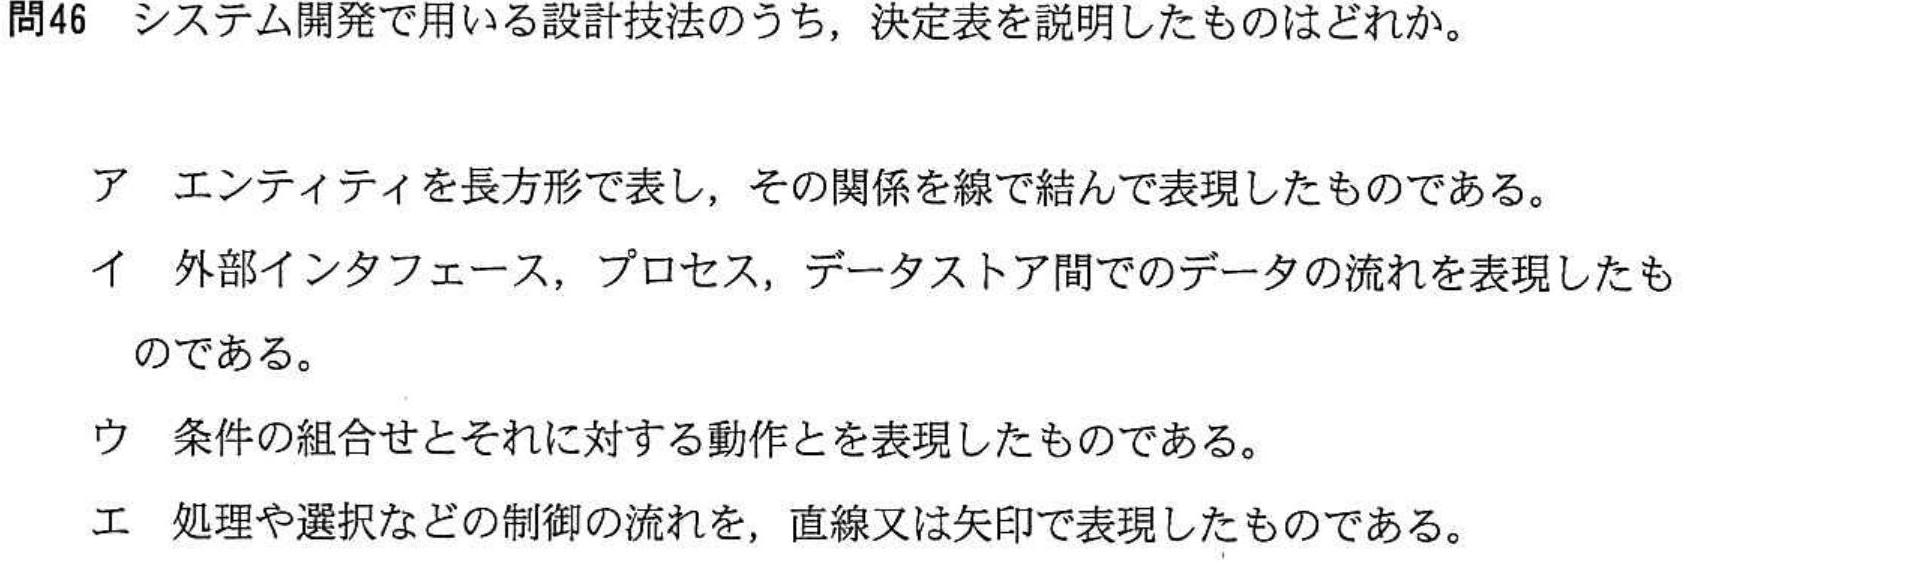 問46　システム開発で用いる設計技法のうち，決定表を説明したものはどれか。
ア　エンティティを長方形で表し，その関係を線で結んで表現したものである。
イ　外部インタフェース，プロセス，データストア間でのデータの流れを表現したも
のである。
ウ　条件の組合せとそれに対する動作とを表現したものである。
エ　処理や選択などの制御の流れを，直線又は矢印で表現したものである。